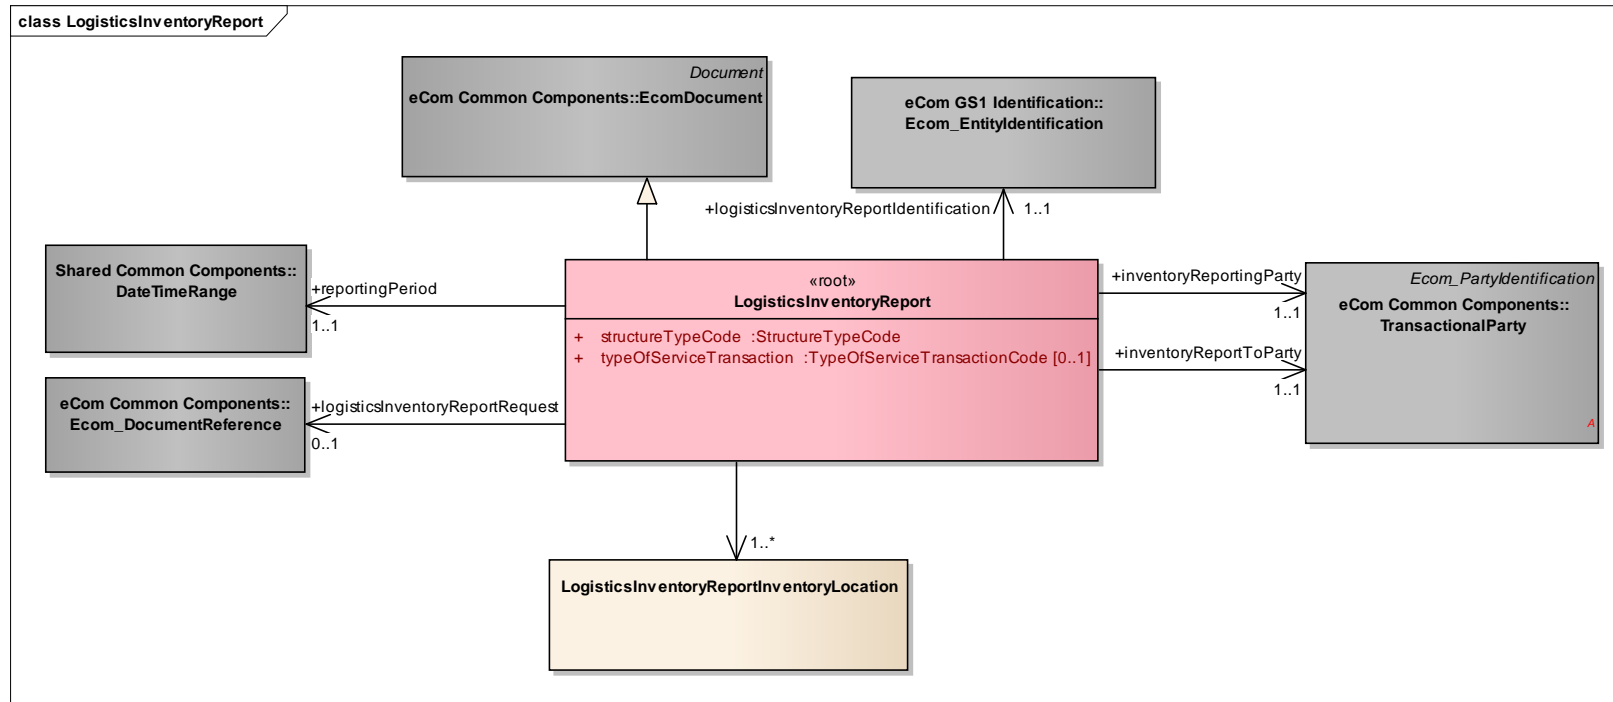 class LogisticsInventoryReport
Document
eCom Common Components::EcomDocument
eCom GS1 Identification::
Ecom_EntityIdentification
+logisticsInventoryReportIdentification
1..1
Shared Common Components::
DateTimeRange
+reportingPeriod
1..1
«root»
LogisticsInventoryReport
+ structureTypeCode :StructureTypeCode
+ typeOfServiceTransaction :TypeOfServiceTransactionCode [0..1]
+inventoryReportingParty
1..1
+inventoryReportToParty
1..1
Ecom_PartyIdentification
eCom Common Components::
TransactionalParty
A
eCom Common Components::
Ecom_DocumentReference
+logisticsInventoryReportRequest
0..1
1..*
LogisticsInventoryReportInventoryLocation